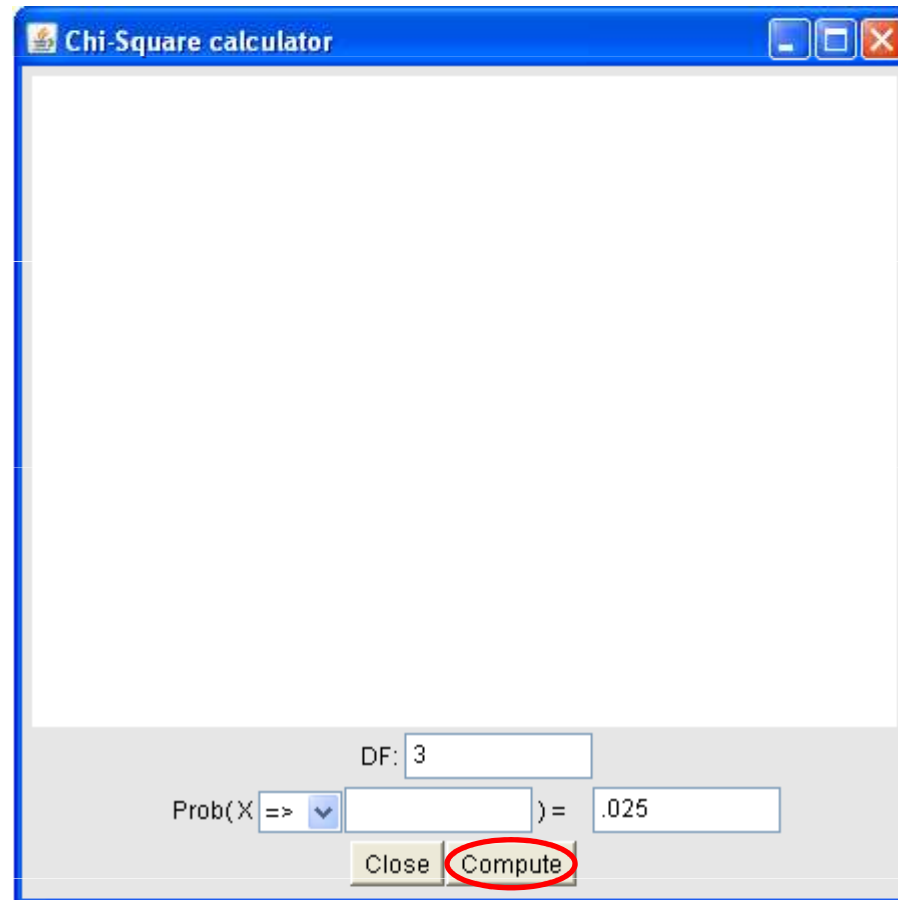 Chi-Square calculator
DF: 3
Prob(X => ) = .025
Close Compute